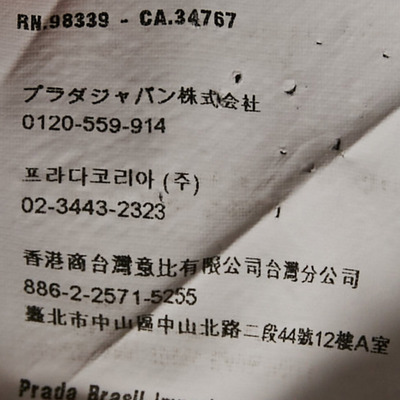 RN.98339 - CA.34767
プラダジャパン株式会社
0120-559-914
프라다코리아 (주)
02-3443-2323
香港商台灣意比有限公司台灣分公司
886-2-2571-5255
臺北市中山區中山北路二段44號12樓A室
Prada Brasil